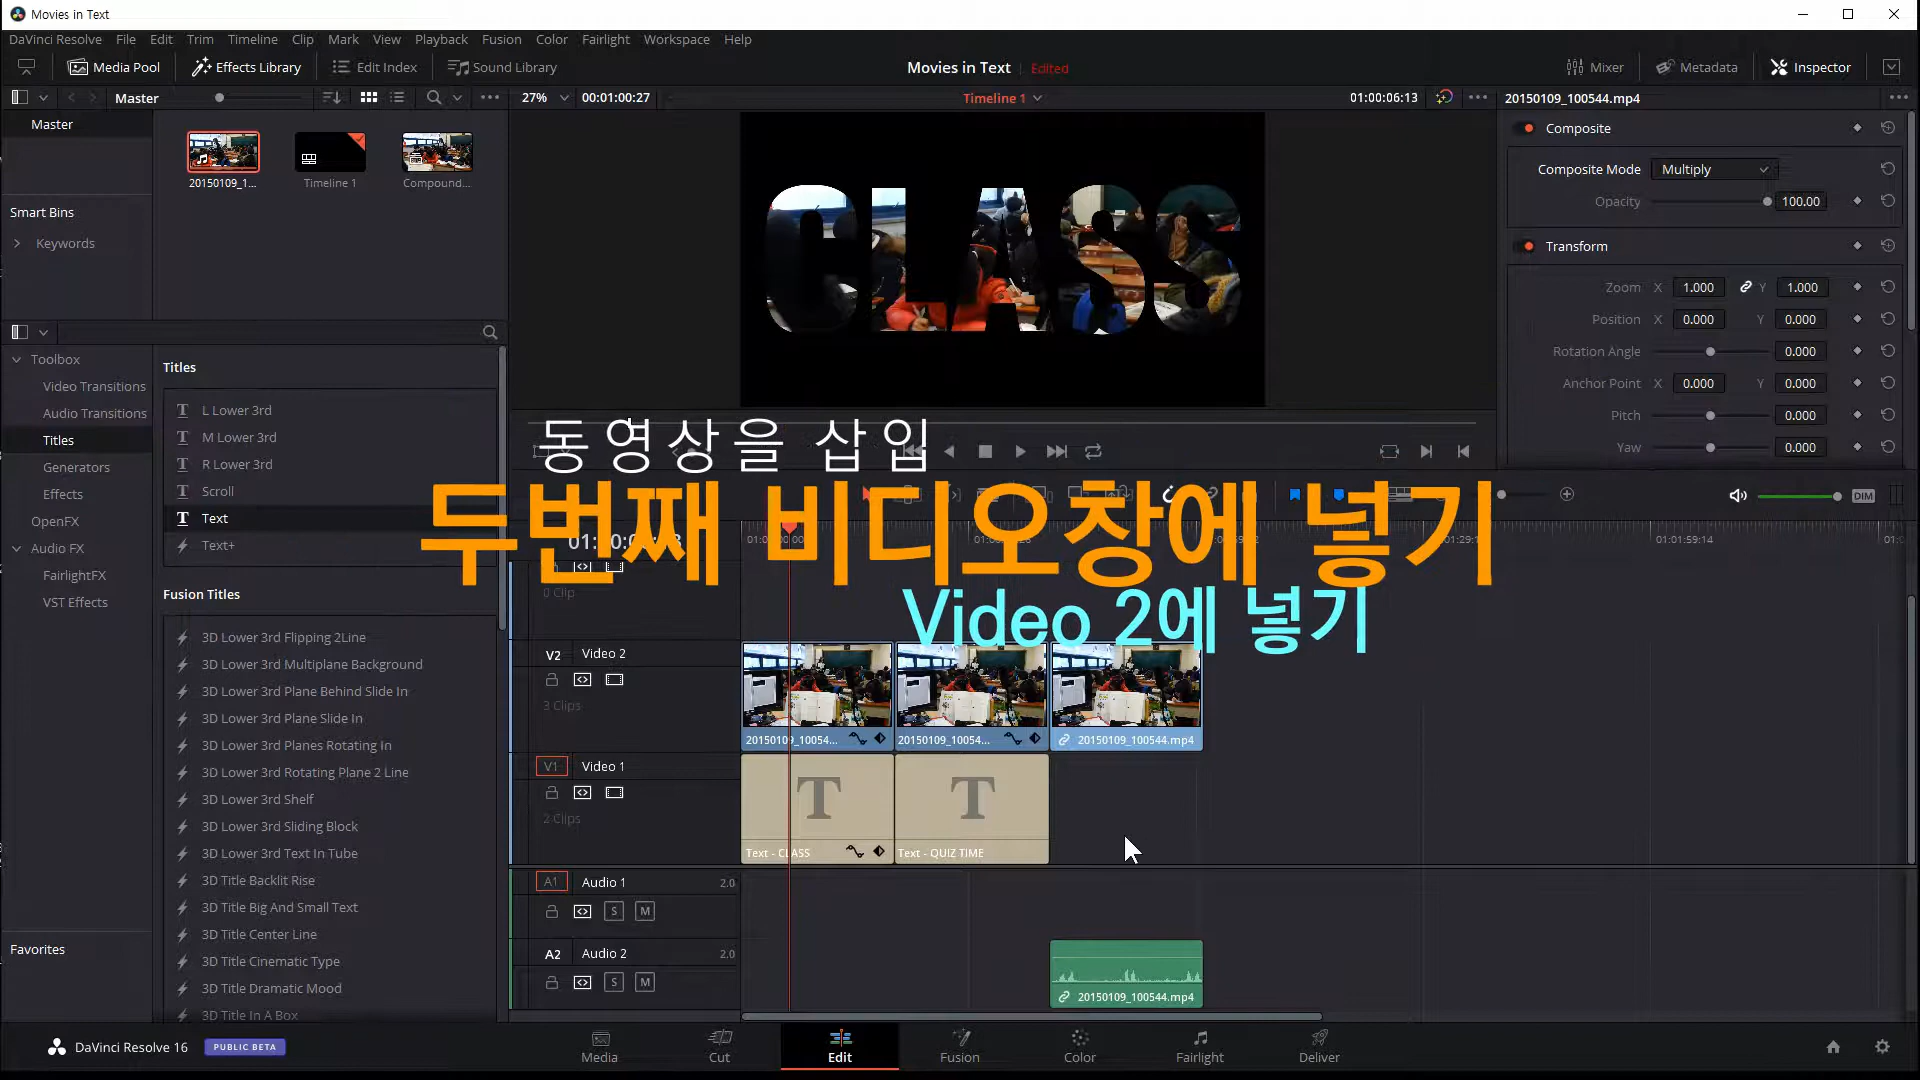 Movies in Text
DaVinci Resolve File Edit Trim Timeline Clip Mark View Playback Fusion Color Fairlight Workspace Help
Media Pool Effects Library Edit Index Sound Library Movies in Text Edited Mixer Metadata Inspector
Master 27% 00:01:00:27 Timeline 1 01:00:06:13 20150109_100544.mp4
Master
20150109_1... Timeline 1 Compound...
Smart Bins
Keywords
CLASS
Composite
Composite Mode Multiply
Opacity 100.00
Transform
Zoom X 1.000 Y 1.000
Position X 0.000 Y 0.000
Rotation Angle 0.000
Anchor Point X 0.000 Y 0.000
Pitch 0.000
Yaw 0.000
Toolbox
Video Transitions
Audio Transitions
Titles
Generators
Effects
OpenFX
Audio FX
FairlightFX
VST Effects
Favorites
Titles
L Lower 3rd
M Lower 3rd
R Lower 3rd
Scroll
Text
Text+
Fusion Titles
3D Lower 3rd Flipping 2Line
3D Lower 3rd Multiplane Background
3D Lower 3rd Plane Behind Slide In
3D Lower 3rd Plane Slide In
3D Lower 3rd Planes Rotating In
3D Lower 3rd Rotating Plane 2 Line
3D Lower 3rd Shelf
3D Lower 3rd Sliding Block
3D Lower 3rd Text In Tube
3D Title Backlit Rise
3D Title Big And Small Text
3D Title Center Line
3D Title Cinematic Type
3D Title Dramatic Mood
3D Title In A Box
동영상을 삽입
두번째 비디오창에 넣기
Video 2에 넣기
DIM
01:01:59:14
0 Clip
V2 Video 2
3 Clips
20150109_10054... 20150109_10054... 20150109_100544.mp4
V1 Video 1
2 Clips
Text - CLASS Text - QUIZ TIME
A1 Audio 1 2.0
S M
A2 Audio 2 2.0
S M
20150109_100544.mp4
DaVinci Resolve 16 PUBLIC BETA
Media Cut Edit Fusion Color Fairlight Deliver